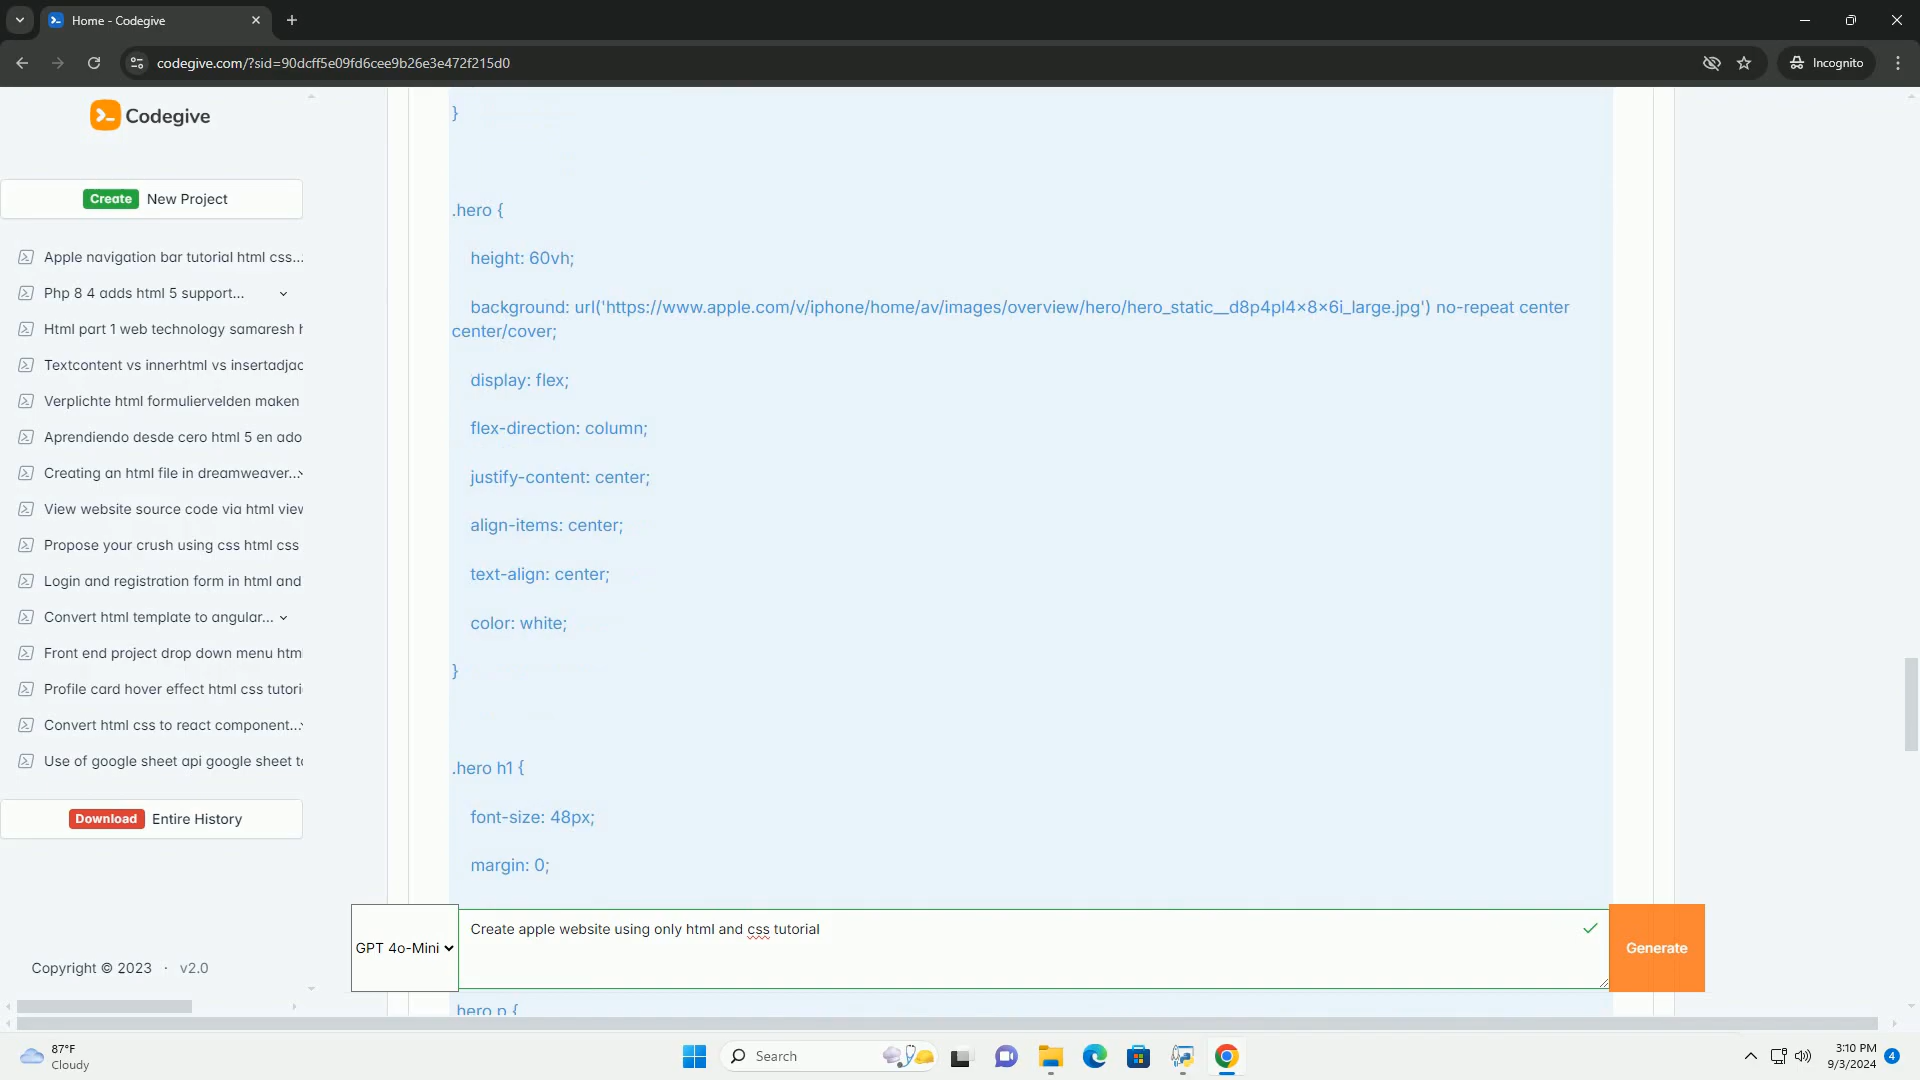 Home - Codegive
codegive.com/?sid=90dcff5e09fd6cee9b26e3e472f215d0
Incognito
Codegive
Create New Project
Apple navigation bar tutorial html css...
Php 8 4 adds html 5 support...
Html part 1 web technology samaresh h
Textcontent vs innerhtml vs insertadjac
Verplichte html formuliervelden maken
Aprendiendo desde cero html 5 en ado
Creating an html file in dreamweaver...
View website source code via html view
Propose your crush using css html css
Login and registration form in html and
Convert html template to angular...
Front end project drop down menu htm
Profile card hover effect html css tutori
Convert html css to react component...
Use of google sheet api google sheet to
Download Entire History
Copyright © 2023 · v2.0
}
.hero {
height: 60vh;
background: url('https://www.apple.com/v/iphone/home/av/images/overview/hero/hero_static__d8p4pl4×8×6i_large.jpg') no-repeat center
center/cover;
display: flex;
flex-direction: column;
justify-content: center;
align-items: center;
text-align: center;
color: white;
}
.hero h1 {
font-size: 48px;
margin: 0;
GPT 4o-Mini
Create apple website using only html and css tutorial
Generate
hero p {
87°F
Cloudy
Search
3:10 PM
9/3/2024
4